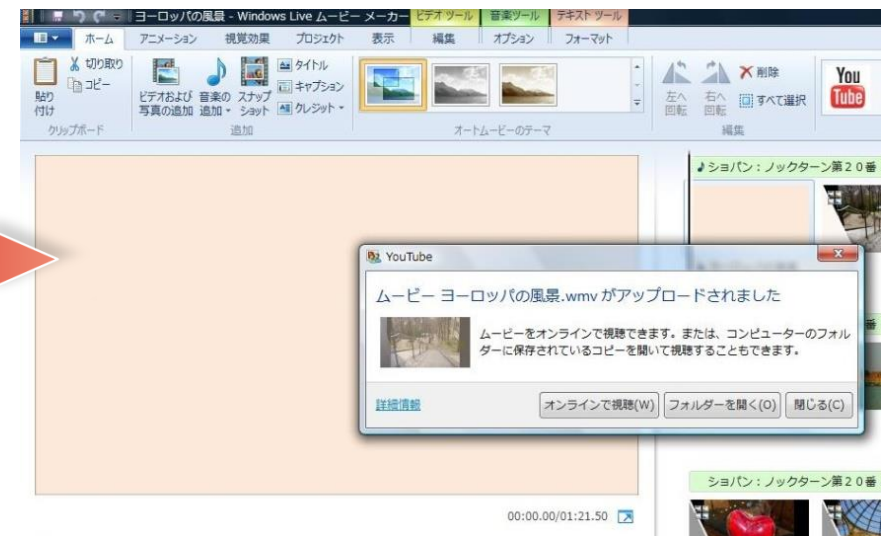 ヨーロッパの風景 - Windows Live ムービー メーカー
ビデオ ツール
音楽ツール
テキスト ツール
ホーム
アニメーション
視覚効果
プロジェクト
表示
編集
オプション
フォーマット
貼り
付け
切り取り
コピー
クリップボード
ビデオおよび
写真の追加
音楽の
追加
スナップ
ショット
タイトル
キャプション
クレジット
追加
オートムービーのテーマ
左へ
回転
右へ
回転
削除
すべて選択
編集
You
Tube
♪ショパン：ノックターン第２０番
YouTube
ムービー ヨーロッパの風景.wmv がアップロードされました
ムービーをオンラインで視聴できます。または、コンピューターのフォル
ダーに保存されているコピーを開いて視聴することもできます。
詳細情報
オンラインで視聴(W)
フォルダーを開く(O)
閉じる(C)
番
ショパン：ノックターン第２０番
00:00.00/01:21.50